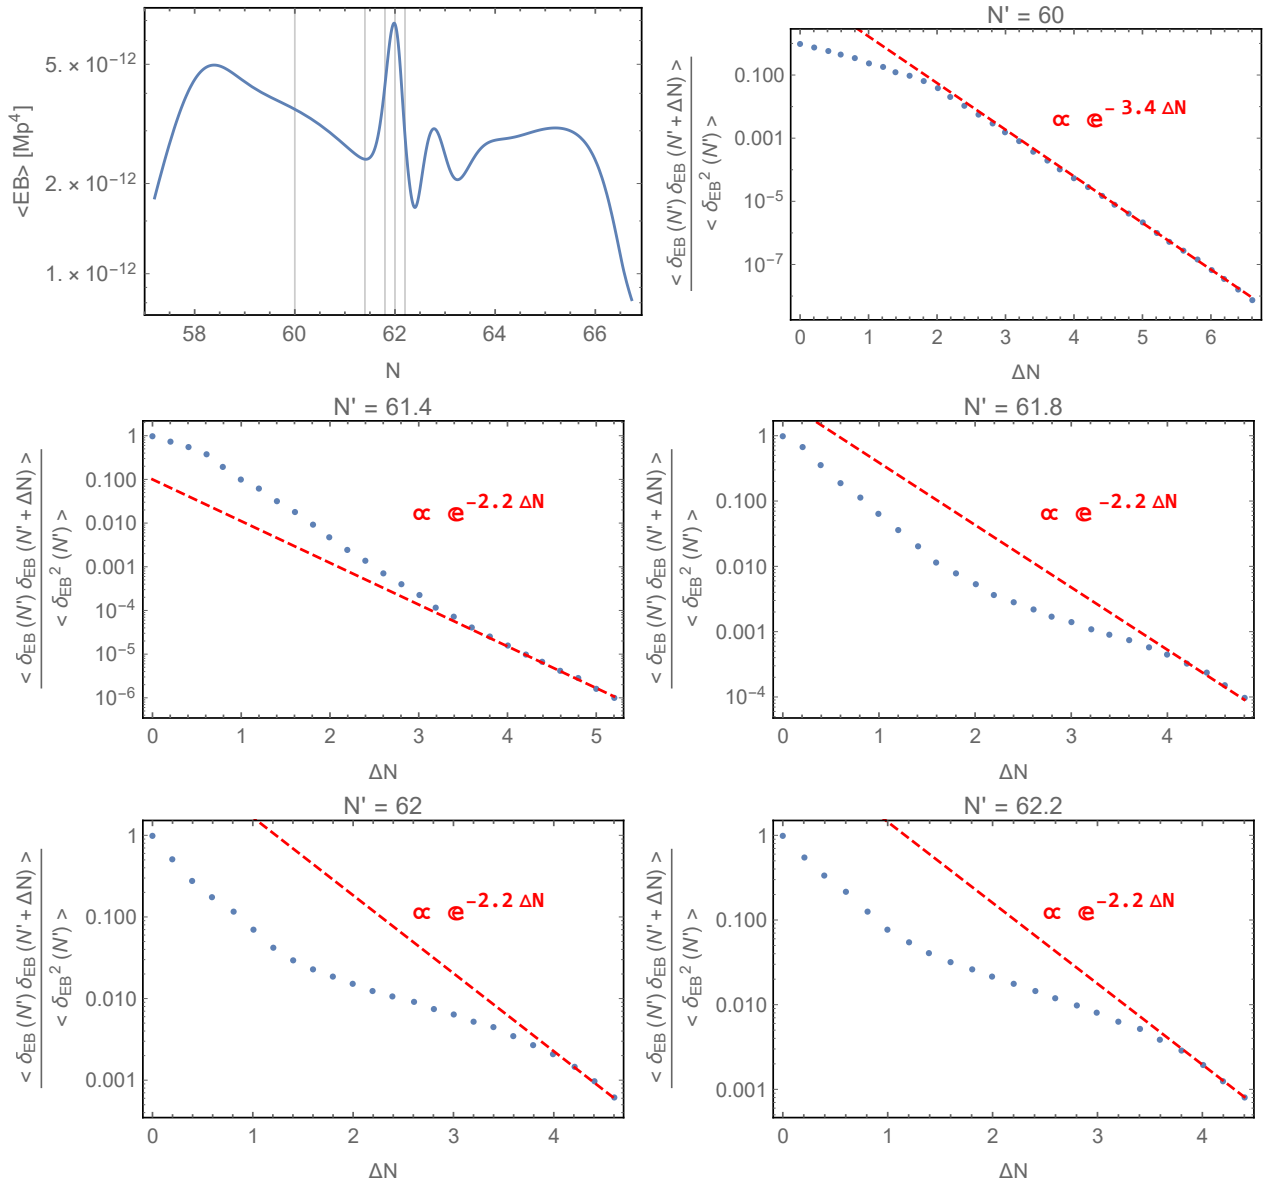 <EB> [Mp⁴]
5. × 10⁻¹²
2. × 10⁻¹²
1. × 10⁻¹²
58 60 62 64 66
N
N' = 60
< δEB (N') δEB (N' + ΔN) >
< δEB² (N') >
0.100
0.001
10⁻⁵
10⁻⁷
∝ e^-3.4 ΔN
0 1 2 3 4 5 6
ΔN
N' = 61.4
< δEB (N') δEB (N' + ΔN) >
< δEB² (N') >
1
0.100
0.010
0.001
10⁻⁴
10⁻⁵
10⁻⁶
∝ e^-2.2 ΔN
0 1 2 3 4 5
ΔN
N' = 61.8
< δEB (N') δEB (N' + ΔN) >
< δEB² (N') >
1
0.100
0.010
0.001
10⁻⁴
∝ e^-2.2 ΔN
0 1 2 3 4
ΔN
N' = 62
< δEB (N') δEB (N' + ΔN) >
< δEB² (N') >
1
0.100
0.010
0.001
∝ e^-2.2 ΔN
0 1 2 3 4
ΔN
N' = 62.2
< δEB (N') δEB (N' + ΔN) >
< δEB² (N') >
1
0.100
0.010
0.001
∝ e^-2.2 ΔN
0 1 2 3 4
ΔN